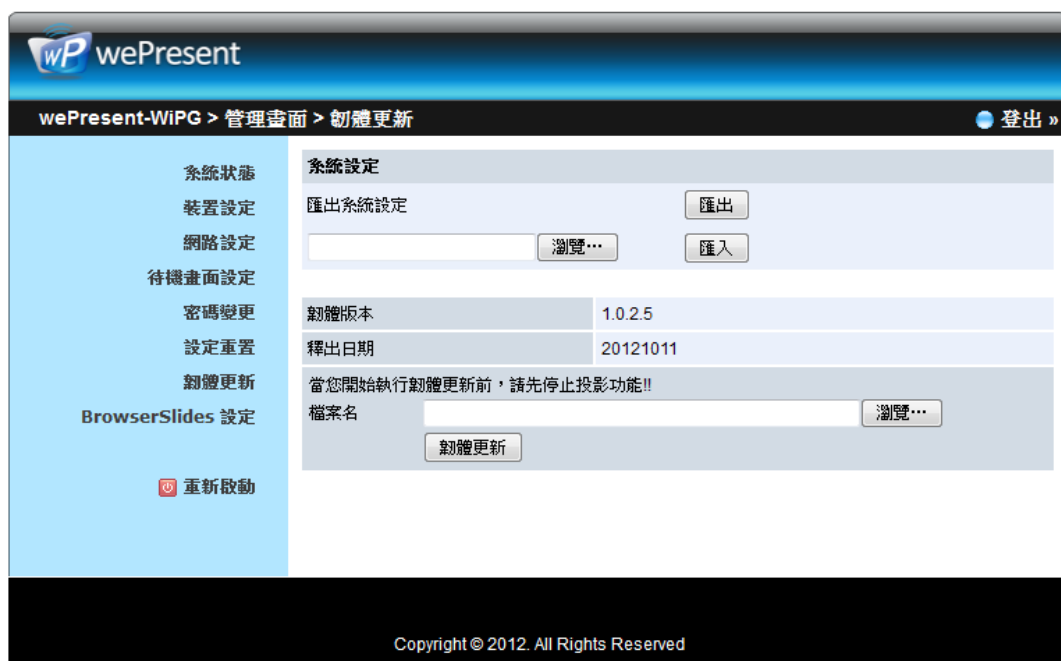 wP wePresent
wePresent-WiPG > 管理畫面 > 韌體更新
登出 »
系統狀態
裝置設定
網路設定
待機畫面設定
密碼變更
設定重置
韌體更新
BrowserSlides 設定
重新啟動
系統設定
匯出系統設定 匯出
瀏覽… 匯入
韌體版本 1.0.2.5
釋出日期 20121011
當您開始執行韌體更新前，請先停止投影功能!!
檔案名 瀏覽…
韌體更新
Copyright © 2012. All Rights Reserved